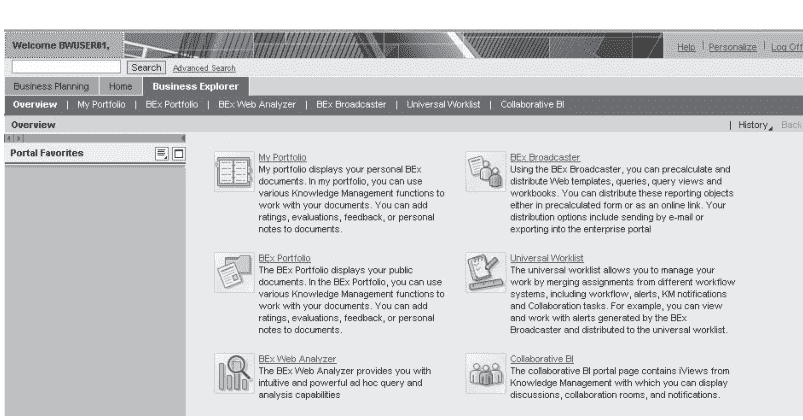 Welcome BWUSER01,
Help | Personalize | Log Off
Search Advanced Search
Business Planning Home Business Explorer
Overview | My Portfolio | BEx Portfolio | BEx Web Analyzer | BEx Broadcaster | Universal Worklist | Collaborative BI
Overview
| History Back
Portal Favorites
My Portfolio
My portfolio displays your personal BEx
documents. In my portfolio, you can use
various Knowledge Management functions to
work with your documents. You can add
ratings, evaluations, feedback, or personal
notes to documents.
BEx Broadcaster
Using the BEx Broadcaster, you can precalculate and
distribute Web templates, queries, query views and
workbooks. You can distribute these reporting objects
either in precalculated form or as an online link. Your
distribution options include sending by e-mail or
exporting into the enterprise portal
BEx Portfolio
The BEx Portfolio displays your public
documents. In the BEx Portfolio, you can use
various Knowledge Management functions to
work with your documents. You can add
ratings, evaluations, feedback, or personal
notes to documents.
Universal Worklist
The universal worklist allows you to manage your
work by merging assignments from different workflow
systems, including workflow, alerts, KM notifications
and Collaboration tasks. For example, you can view
and work with alerts generated by the BEx
Broadcaster and distributed to the universal worklist.
BEx Web Analyzer
The BEx Web Analyzer provides you with
intuitive and powerful ad hoc query and
analysis capabilities
Collaborative BI
The collaborative BI portal page contains iViews from
Knowledge Management with which you can display
discussions, collaboration rooms, and notifications.